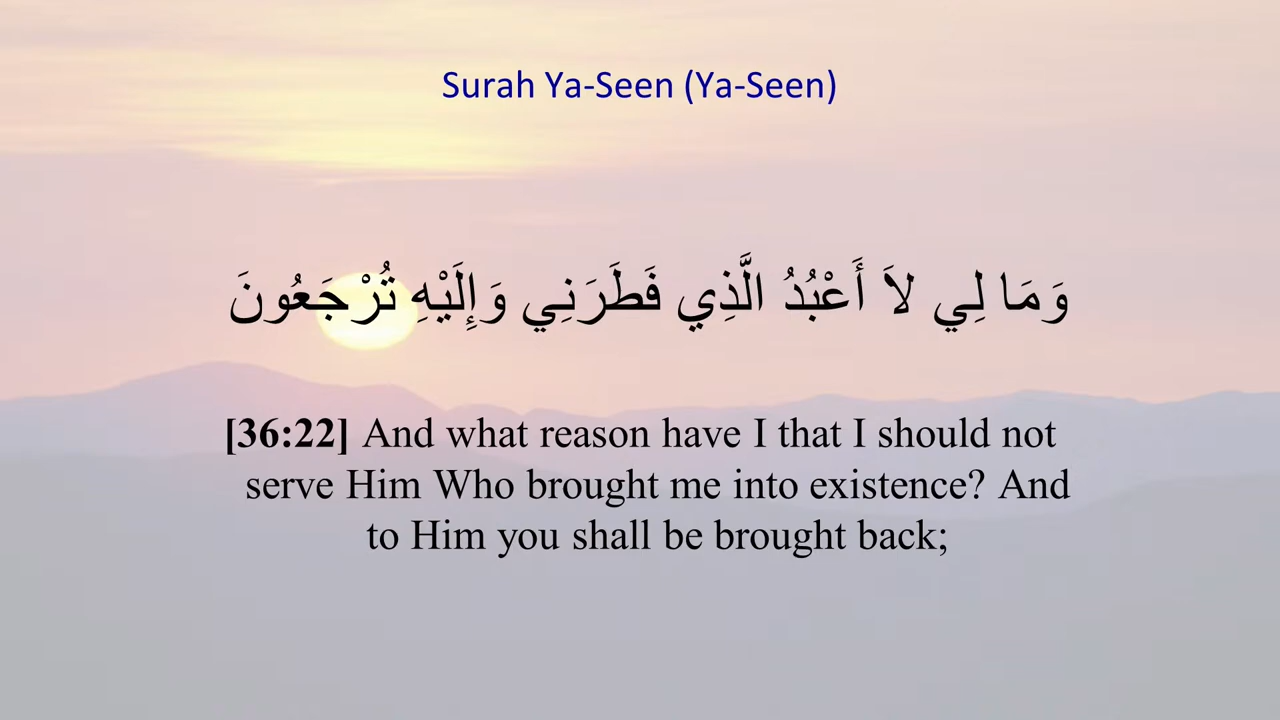 Surah Ya-Seen (Ya-Seen)
وَمَا لِي لاَ أَعْبُدُ الَّذِي فَطَرَنِي وَإِلَيْهِ تُرْجَعُونَ
[36:22] And what reason have I that I should not
serve Him Who brought me into existence? And
to Him you shall be brought back;